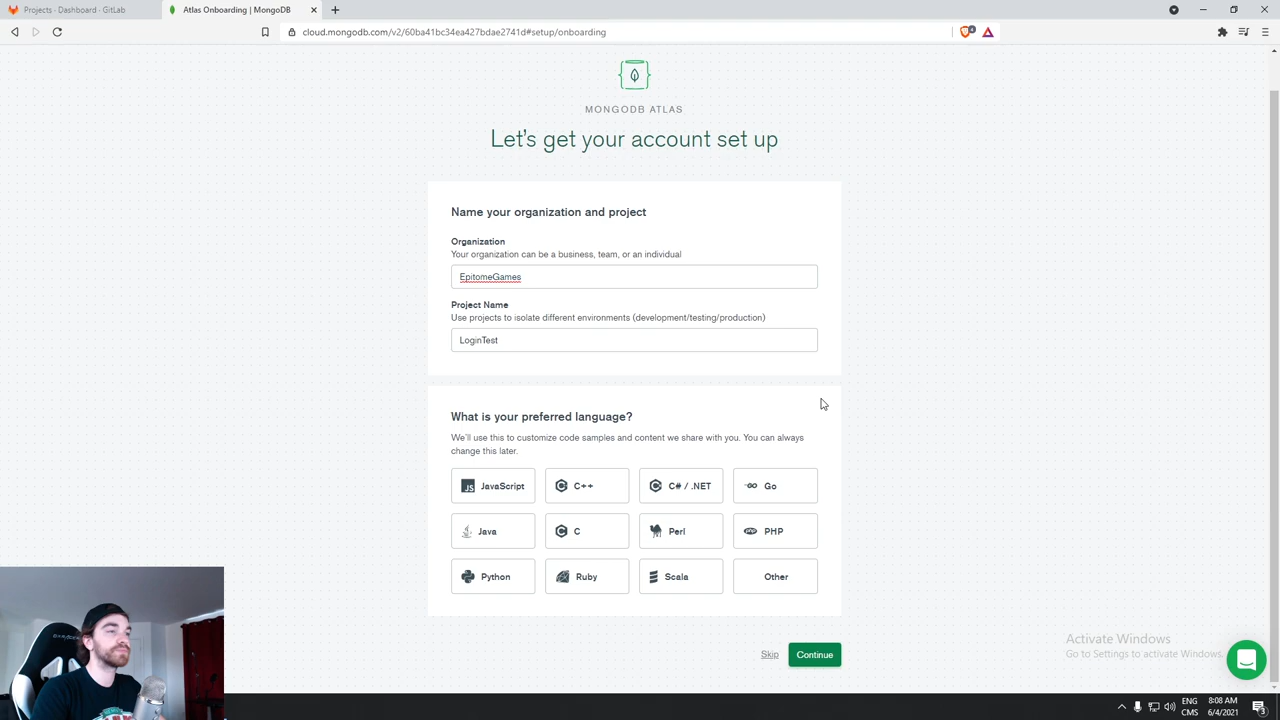 Projects · Dashboard · GitLab
Atlas Onboarding | MongoDB
cloud.mongodb.com/v2/60ba41bc34ea427bdae2741d#setup/onboarding
MONGODB ATLAS
Let's get your account set up
Name your organization and project
Organization
Your organization can be a business, team, or an individual
EpitomeGames
Project Name
Use projects to isolate different environments (development/testing/production)
LoginTest
What is your preferred language?
We'll use this to customize code samples and content we share with you. You can always
change this later.
JS JavaScript
C++
C# / .NET
Go
Java
C
Perl
PHP
Python
Ruby
Scala
Other
Skip
Continue
Activate Windows
Go to Settings to activate Windows.
ENG
CMS
8:08 AM
6/4/2021
3